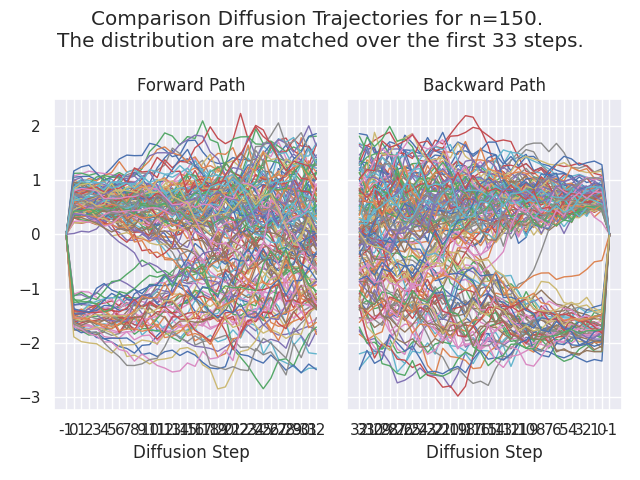 Comparison Diffusion Trajectories for n=150.
The distribution are matched over the first 33 steps.
Forward Path
Backward Path
2
1
0
−1
−2
−3
Diffusion Step
Diffusion Step